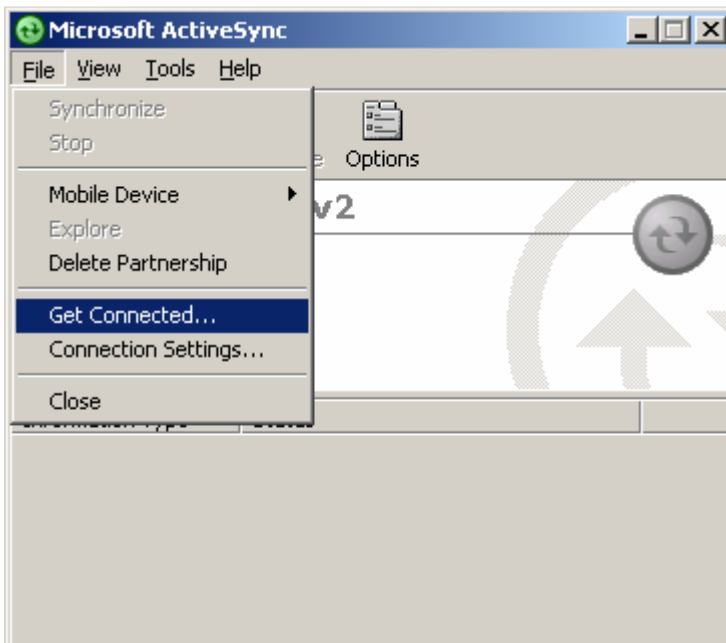 Microsoft ActiveSync
File View Tools Help
Synchronize
Stop
Options
Mobile Device
v2
Explore
Delete Partnership
Get Connected...
Connection Settings...
Close